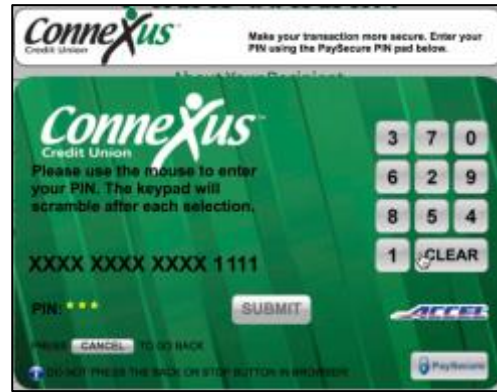 Connexus
Credit Union
Make your transaction more secure. Enter your
PIN using the PaySecure PIN pad below.
About Your Recipient
Connexus
Credit Union
Please use the mouse to enter
your PIN. The keypad will
scramble after each selection.
3 7 0
6 2 9
8 5 4
1 CLEAR
XXXX XXXX XXXX 1111
PIN: ***
SUBMIT
ACCEL
PRESS CANCEL TO GO BACK
DO NOT PRESS THE BACK OR STOP BUTTON IN BROWSER
PaySecure